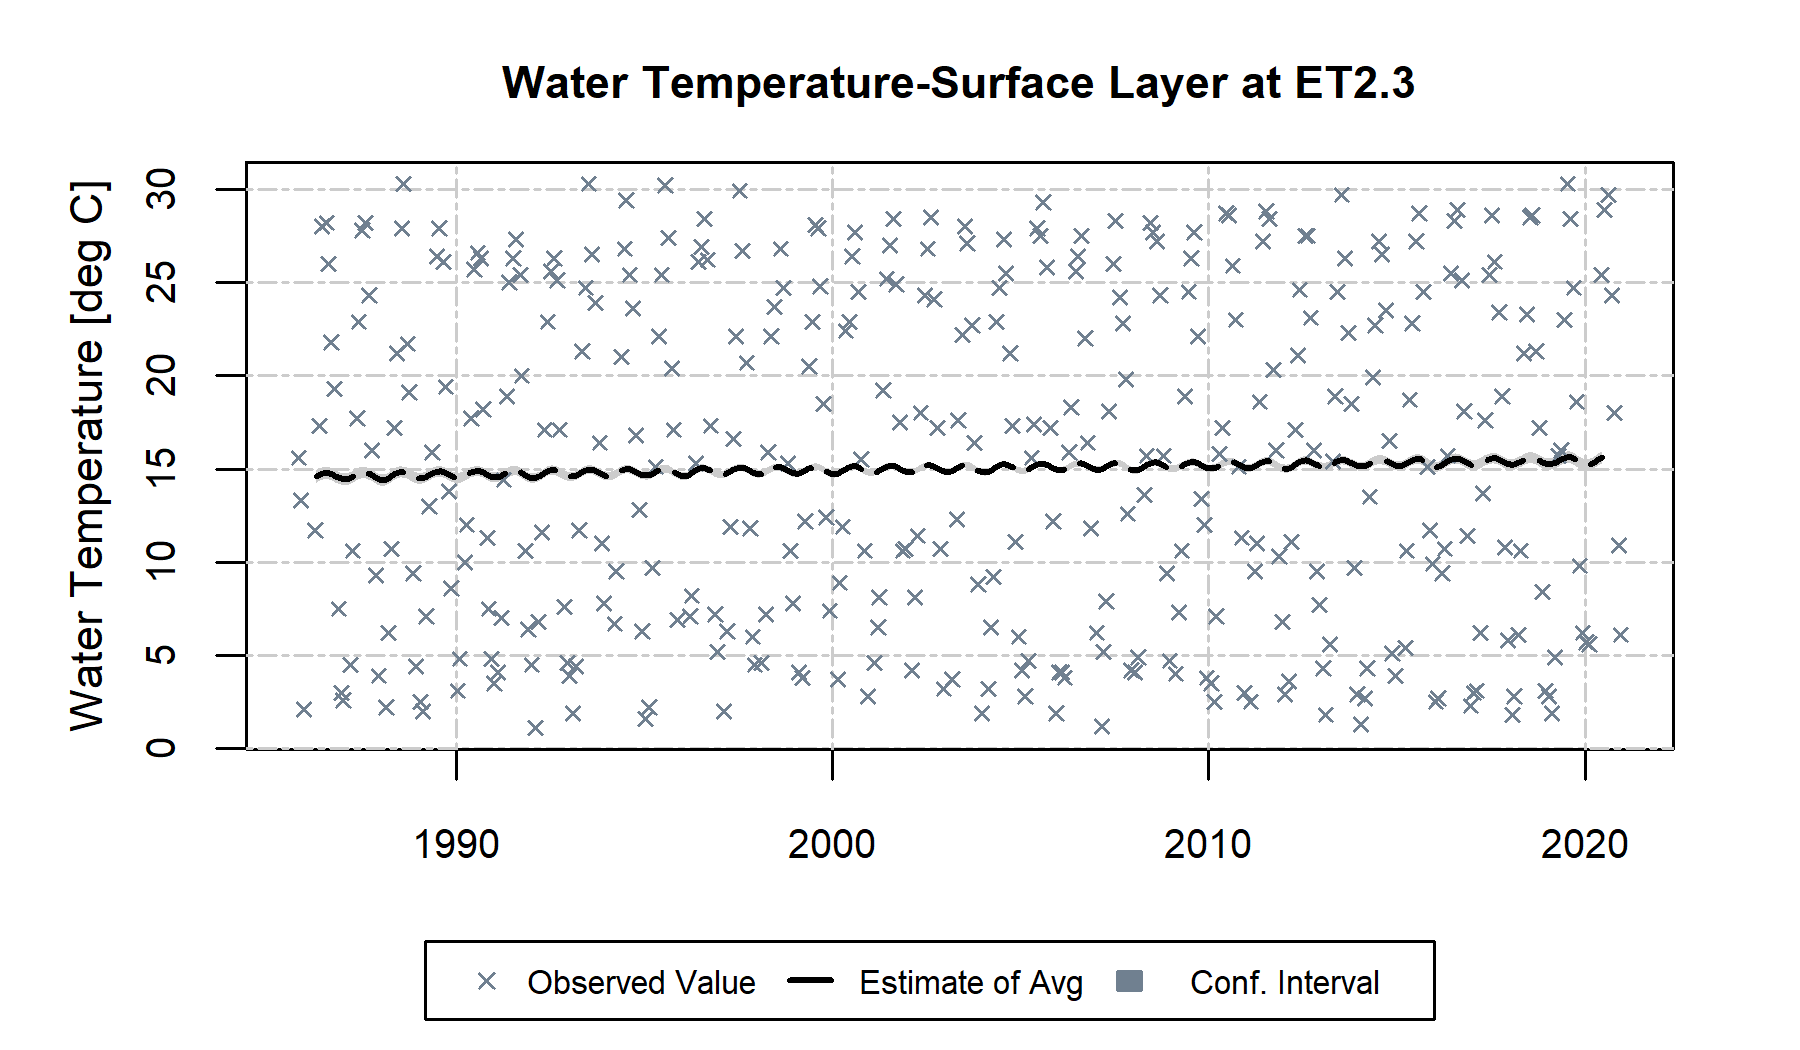 Water Temperature-Surface Layer at ET2.3
Water Temperature [deg C]
30
25
20
15
10
5
0
1990 2000 2010 2020
Observed Value Estimate of Avg Conf. Interval